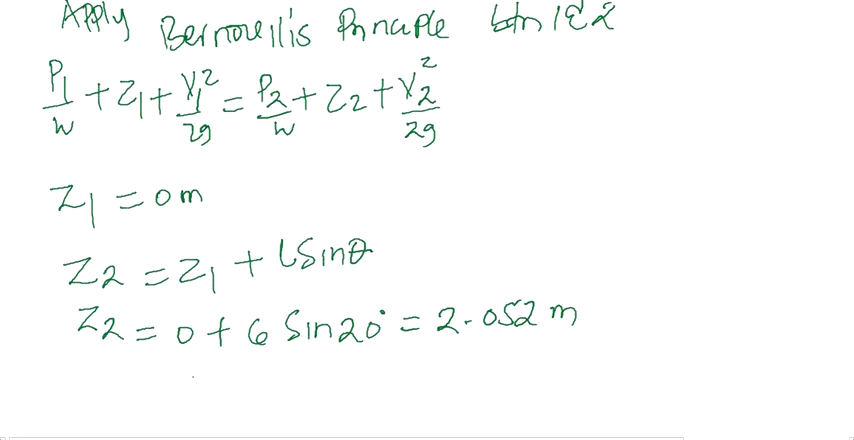 Apply Bernoulli's Principle btn 1 & 2
P1/w + Z1 + V1²/2g = P2/w + Z2 + V2²/2g
Z1 = 0 m
Z2 = Z1 + L Sinθ
Z2 = 0 + 6 Sin20° = 2.052 m